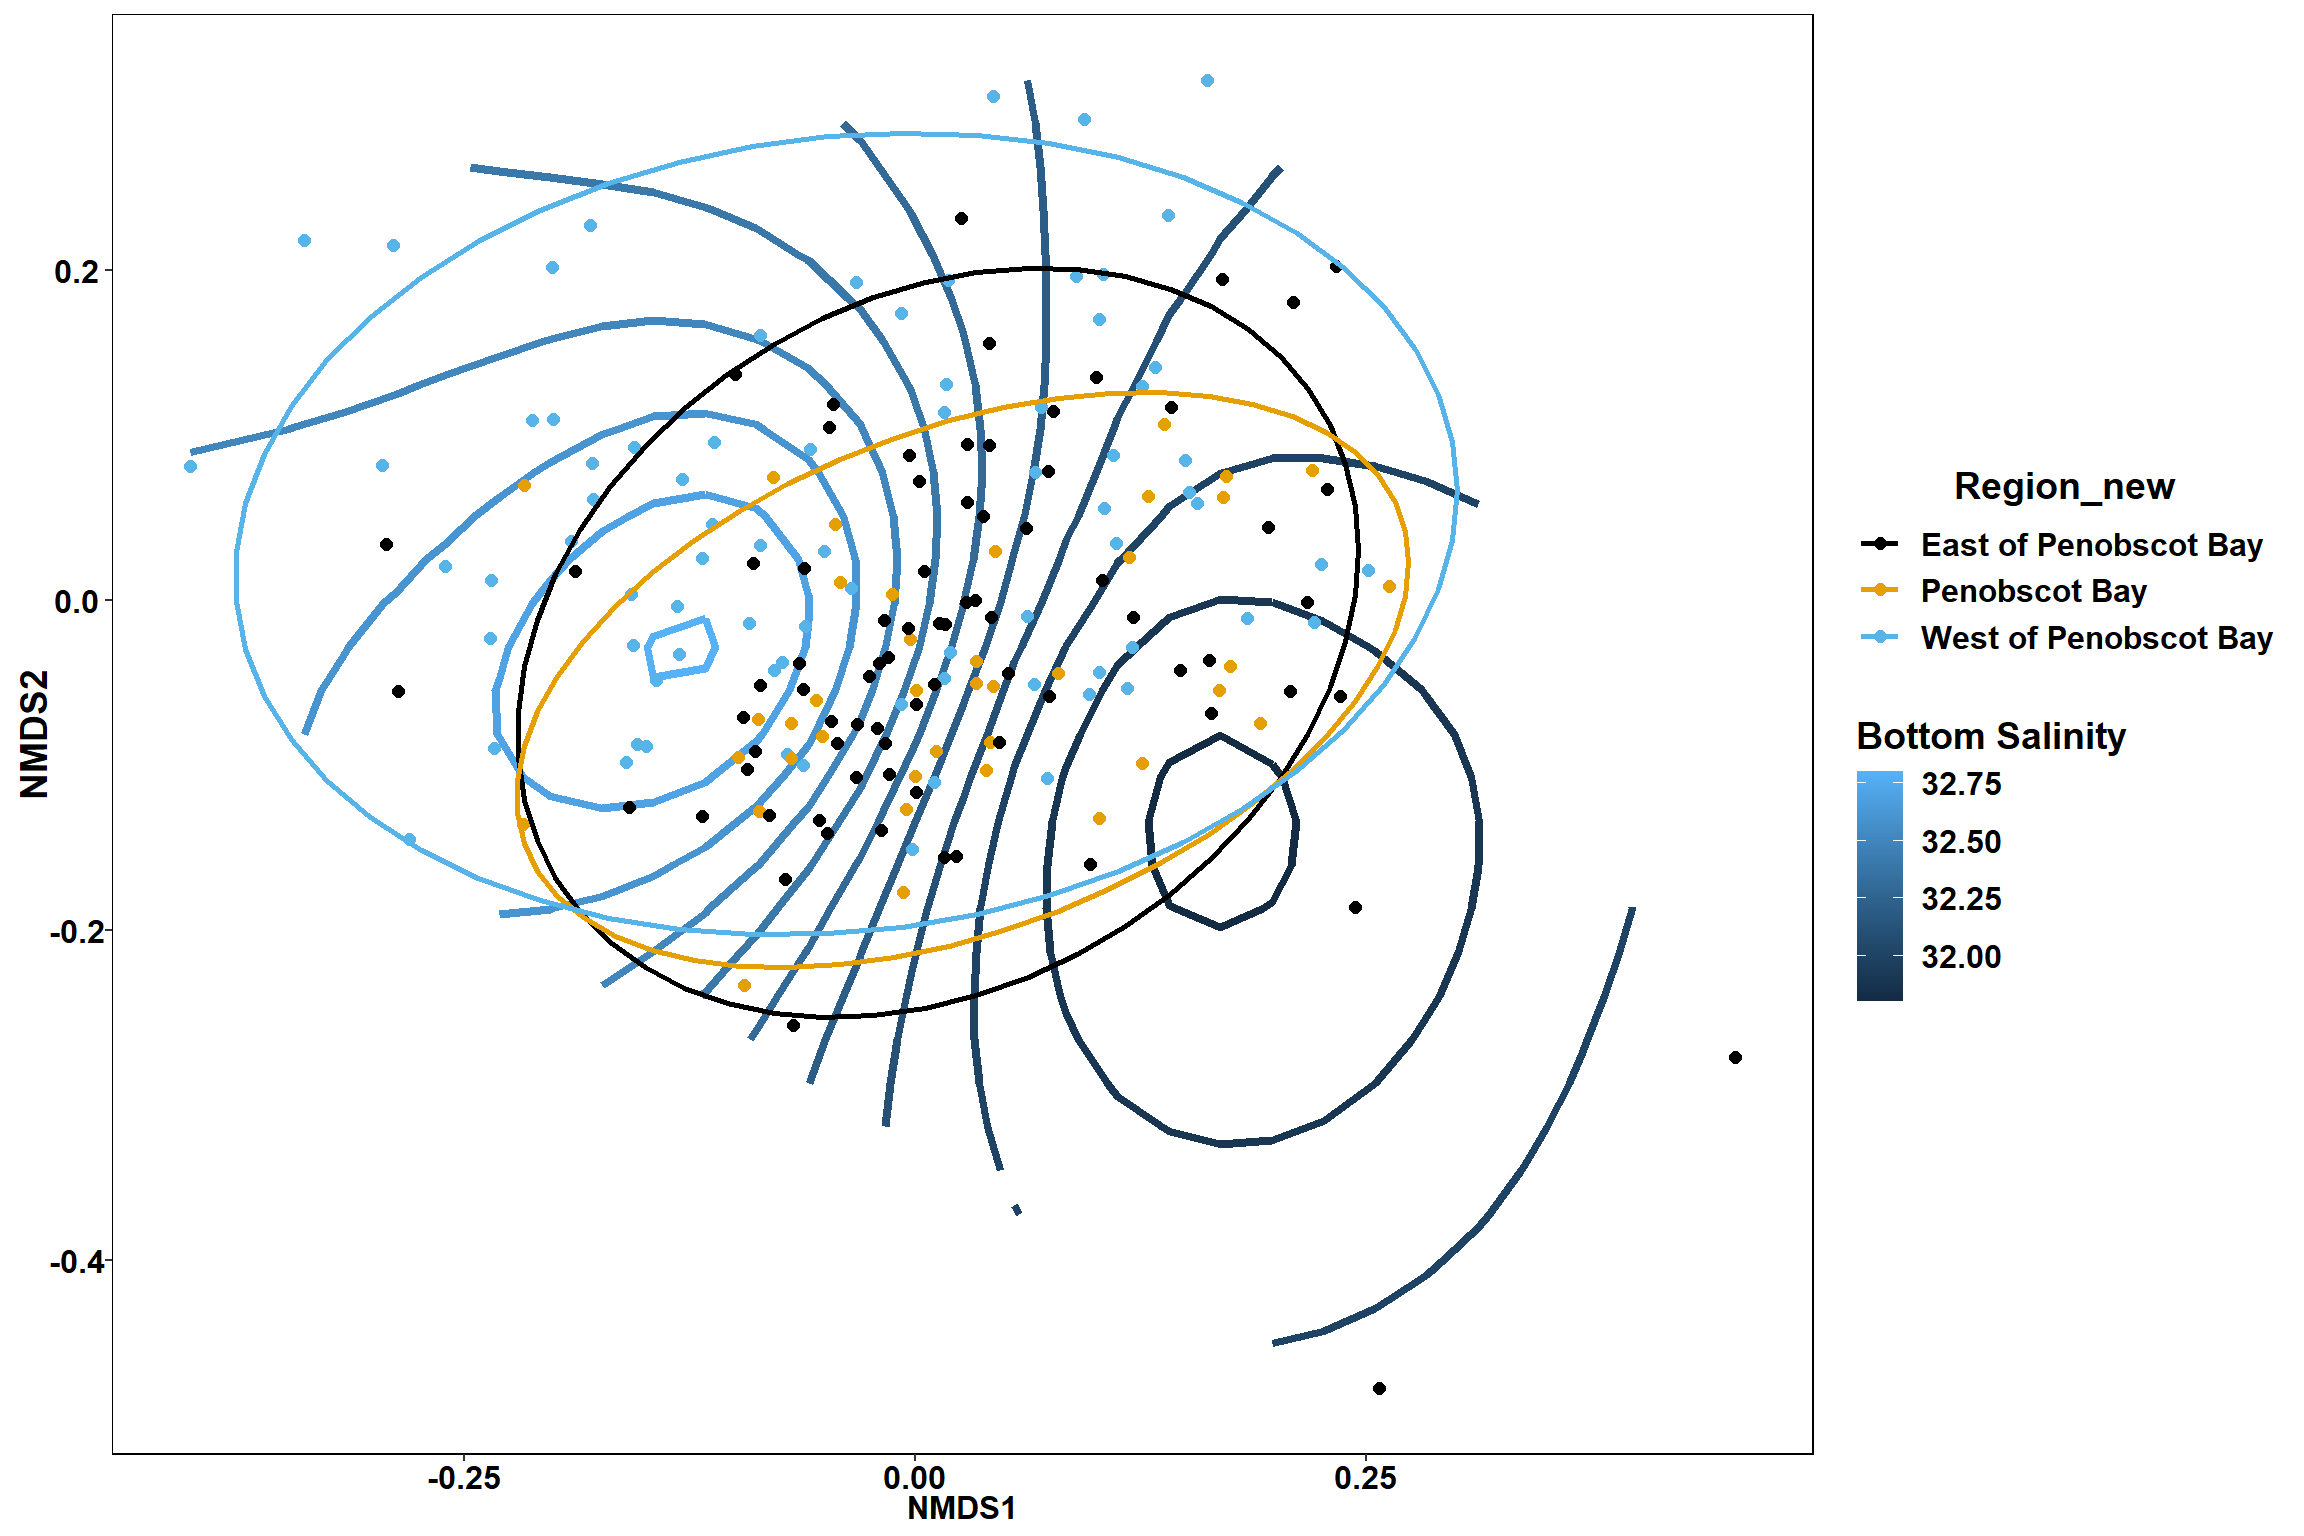 0.2
0.0
-0.2
-0.4
NMDS2
-0.25
0.00
0.25
NMDS1
Region_new
East of Penobscot Bay
Penobscot Bay
West of Penobscot Bay
Bottom Salinity
32.75
32.50
32.25
32.00